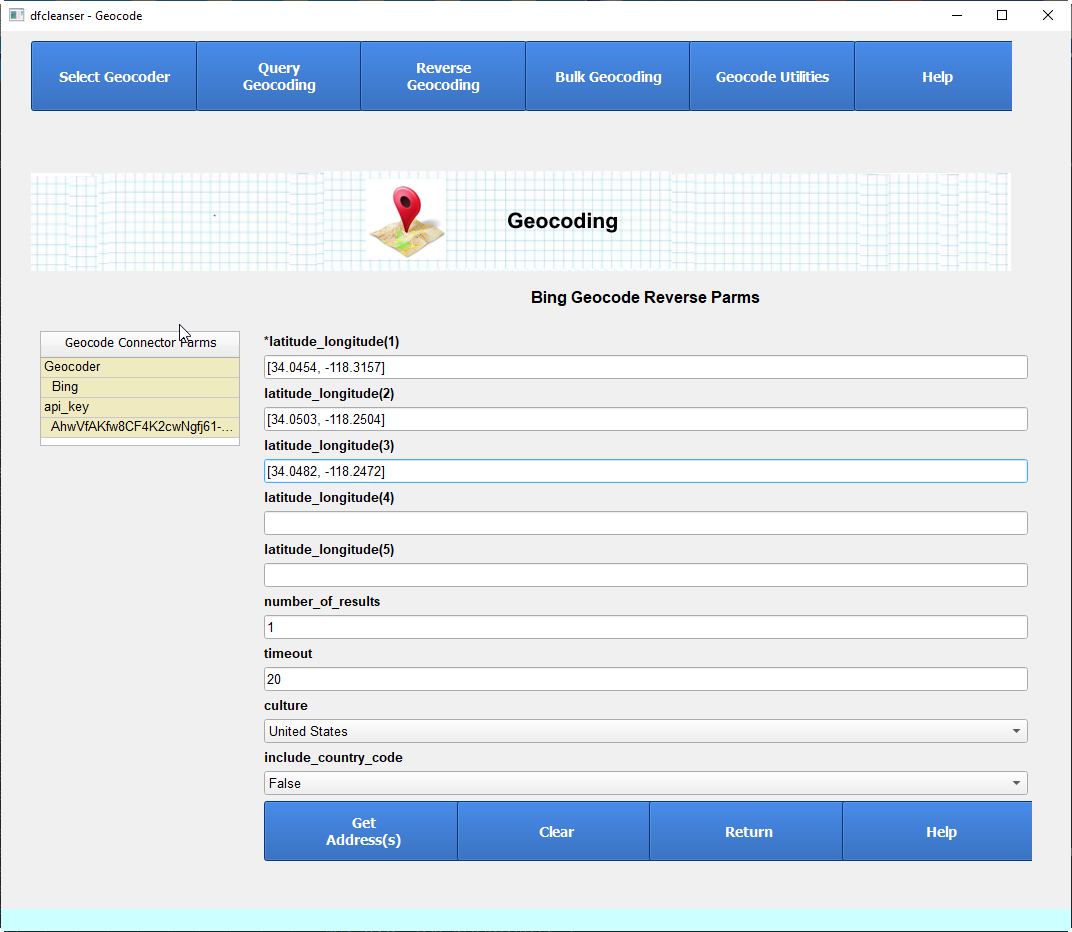 dfcleanser - Geocode
Select Geocoder
Query
Geocoding
Reverse
Geocoding
Bulk Geocoding
Geocode Utilities
Help
Geocoding
Bing Geocode Reverse Parms
Geocode Connector Parms
Geocoder
Bing
api_key
AhwVfAKfw8CF4K2cwNgfj61-...
*latitude_longitude(1)
[34.0454, -118.3157]
latitude_longitude(2)
[34.0503, -118.2504]
latitude_longitude(3)
[34.0482, -118.2472]
latitude_longitude(4)
latitude_longitude(5)
number_of_results
1
timeout
20
culture
United States
include_country_code
False
Get
Address(s)
Clear
Return
Help